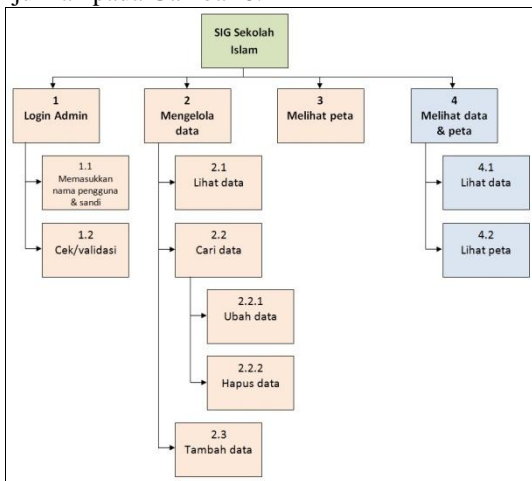 SIG Sekolah
Islam
1
Login Admin
2
Mengelola
data
3
Melihat peta
4
Melihat data
& peta
1.1
Memasukkan
nama pengguna
& sandi
1.2
Cek/validasi
2.1
Lihat data
2.2
Cari data
2.2.1
Ubah data
2.2.2
Hapus data
2.3
Tambah data
4.1
Lihat data
4.2
Lihat peta